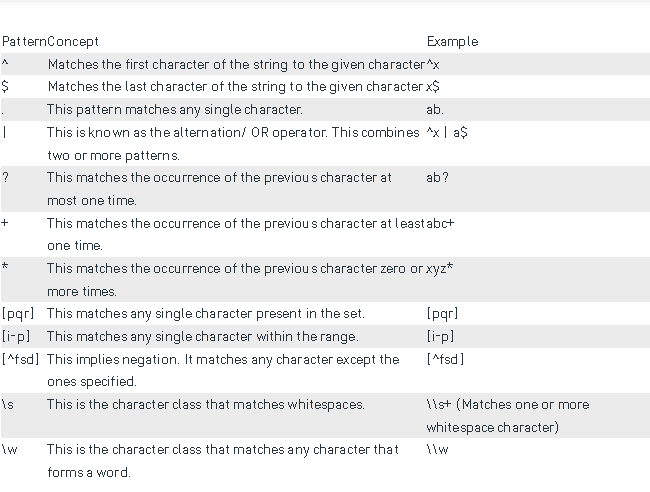 Pattern Concept Example
^ Matches the first character of the string to the given character ^x
$ Matches the last character of the string to the given character x$
. This pattern matches any single character. ab.
| This is known as the alternation/ OR operator. This combines ^x | a$
two or more patterns.
? This matches the occurrence of the previous character at ab?
most one time.
+ This matches the occurrence of the previous character at least abc+
one time.
* This matches the occurrence of the previous character zero or xyz*
more times.
[pqr] This matches any single character present in the set. [pqr]
[i-p] This matches any single character within the range. [i-p]
[^fsd] This implies negation. It matches any character except the [^fsd]
ones specified.
\s This is the character class that matches whitespaces. \\s+ (Matches one or more
whitespace character)
\w This is the character class that matches any character that \\w
forms a word.